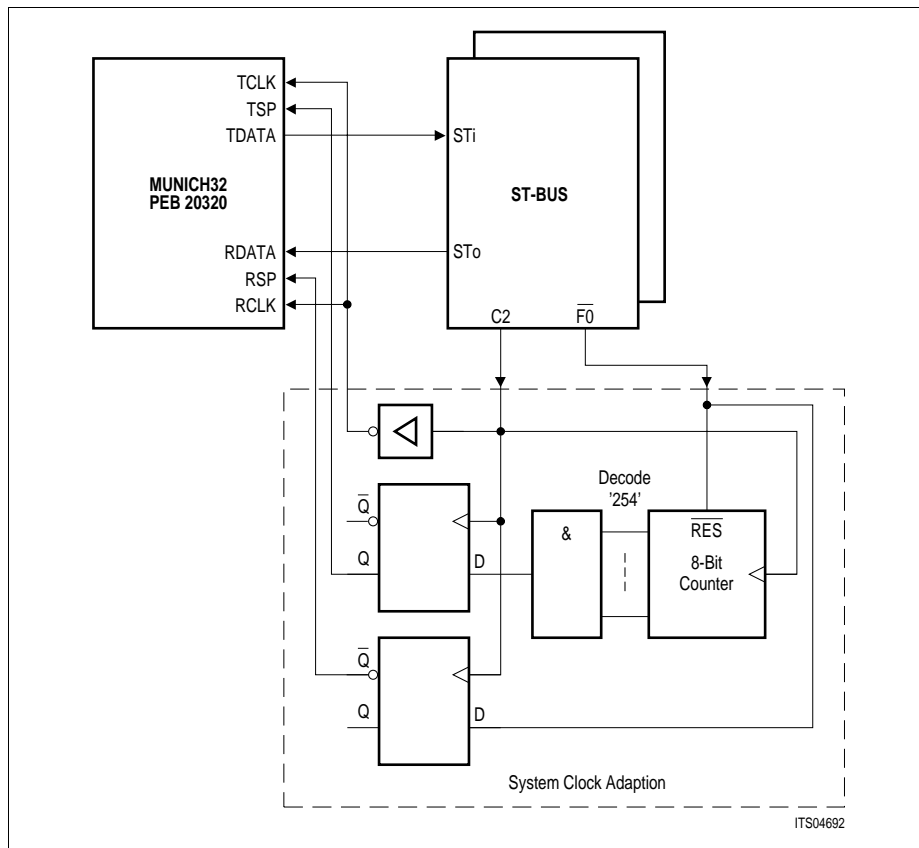 TCLK
TSP
TDATA
MUNICH32
PEB 20320
RDATA
RSP
RCLK
STi
ST-BUS
STo
C2
F0
Decode
'254'
Q
Q
D
&
RES
8-Bit
Counter
Q
Q
D
System Clock Adaption
ITS04692